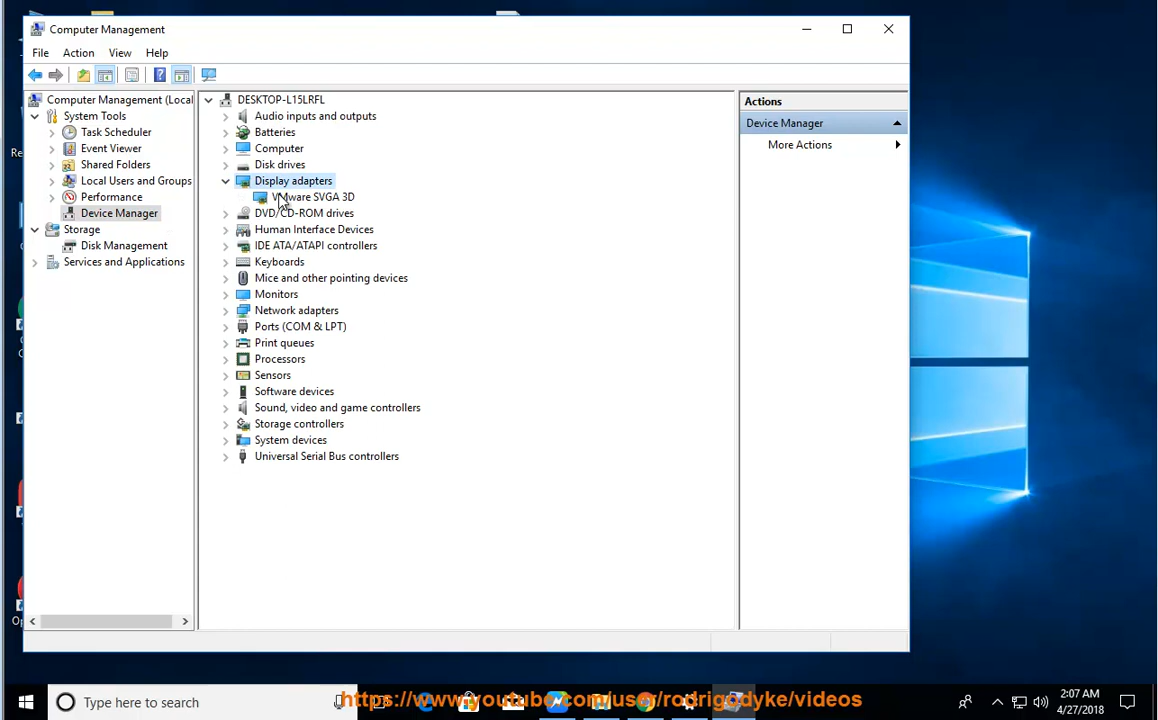 Computer Management
File Action View Help
Computer Management (Local
System Tools
Task Scheduler
Event Viewer
Shared Folders
Local Users and Groups
Performance
Device Manager
Storage
Disk Management
Services and Applications
DESKTOP-L15LRFL
Audio inputs and outputs
Batteries
Computer
Disk drives
Display adapters
VMware SVGA 3D
DVD/CD-ROM drives
Human Interface Devices
IDE ATA/ATAPI controllers
Keyboards
Mice and other pointing devices
Monitors
Network adapters
Ports (COM & LPT)
Print queues
Processors
Sensors
Software devices
Sound, video and game controllers
Storage controllers
System devices
Universal Serial Bus controllers
Actions
Device Manager
More Actions
Type here to search
https://www.youtube.com/user/rodrigodyke/videos
2:07 AM
4/27/2018